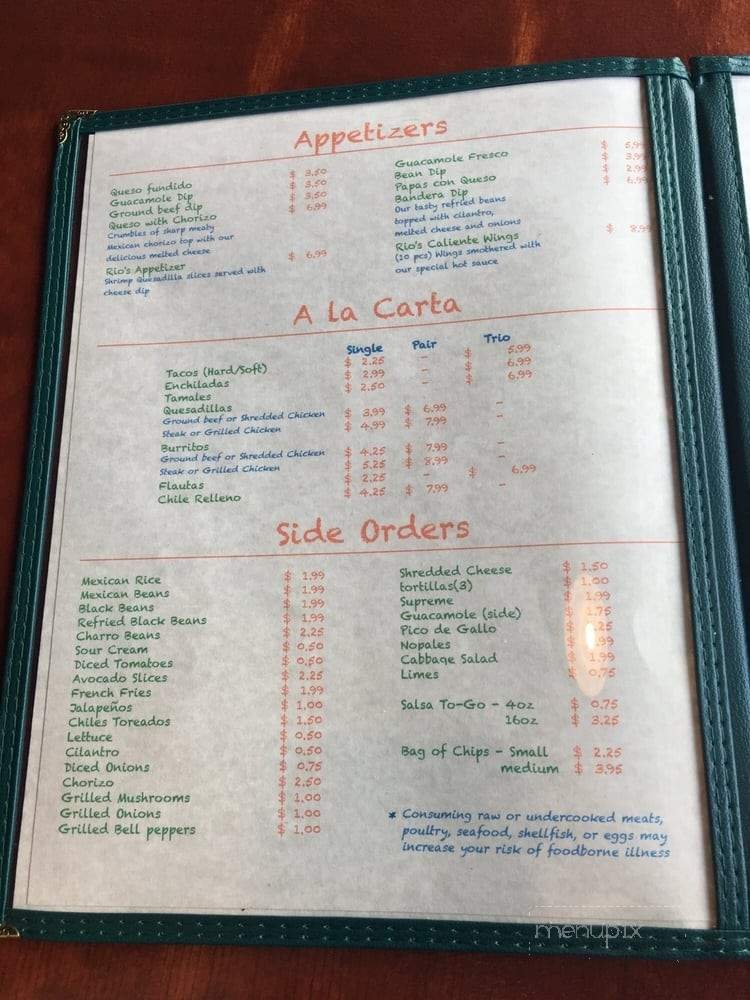 Appetizers
Queso fundido $ 3.50
Guacamole Dip $ 3.50
Ground beef dip $ 3.50
Queso with Chorizo $ 6.99
Crumbles of sharp meaty
Mexican chorizo top with our
delicious melted cheese
Rio's Appetizer $ 6.99
Shrimp Quesadilla slices served with
cheese dip
Guacamole Fresco $ 5.99
Bean Dip $ 3.99
Papas con Queso $ 2.99
Bandera Dip $ 6.99
Our tasty refried beans
topped with cilantro,
melted cheese and onions
Rio's Caliente Wings $ 8.99
(10 pcs) Wings smothered with
our special hot sauce
A la Carta
Single Pair Trio
Tacos (Hard/Soft) $ 2.25 - $ 5.99
Enchiladas $ 2.99 - $ 6.99
Tamales $ 2.50 - $ 6.99
Quesadillas
Ground beef or Shredded Chicken $ 3.99 $ 6.99 -
Steak or Grilled Chicken $ 4.99 $ 7.99 -
Burritos
Ground beef or Shredded Chicken $ 4.25 $ 7.99 -
Steak or Grilled Chicken $ 5.25 $ 8.99 -
Flautas $ 2.25 - $ 6.99
Chile Relleno $ 4.25 $ 7.99 -
Side Orders
Mexican Rice $ 1.99
Mexican Beans $ 1.99
Black Beans $ 1.99
Refried Black Beans $ 1.99
Charro Beans $ 2.25
Sour Cream $ 0.50
Diced Tomatoes $ 0.50
Avocado Slices $ 2.25
French Fries $ 1.99
Jalapeños $ 1.00
Chiles Toreados $ 1.50
Lettuce $ 0.50
Cilantro $ 0.50
Diced Onions $ 0.75
Chorizo $ 2.50
Grilled Mushrooms $ 1.00
Grilled Onions $ 1.00
Grilled Bell peppers $ 1.00
Shredded Cheese $ 1.50
tortillas(3) $ 1.00
Supreme $ 1.99
Guacamole (side) $ 1.75
Pico de Gallo $
Nopales $
Cabbage Salad $ 1.99
Limes $ 0.75
Salsa To-Go - 4oz $ 0.75
16oz $ 3.25
Bag of Chips - Small $ 2.25
medium $ 3.95
* Consuming raw or undercooked meats,
poultry, seafood, shellfish, or eggs may
increase your risk of foodborne illness
menupix